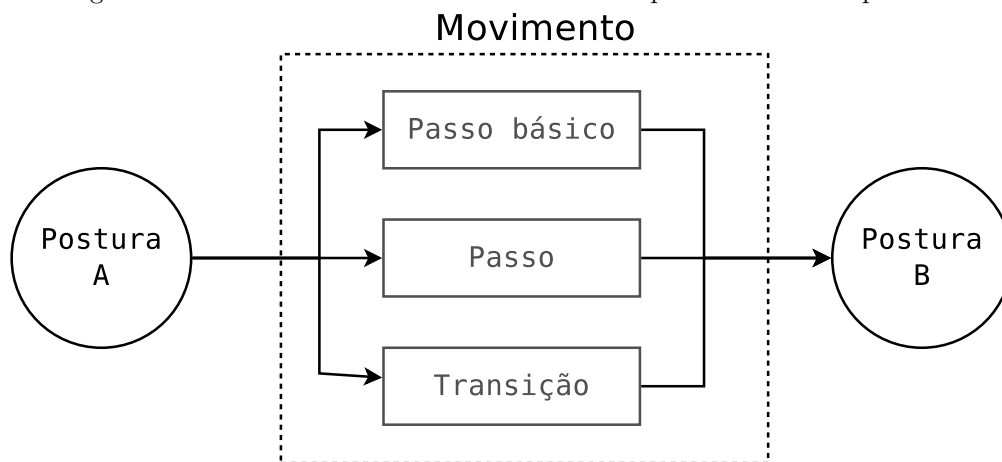 Movimento
Passo básico
Postura
A
Passo
Postura
B
Transição